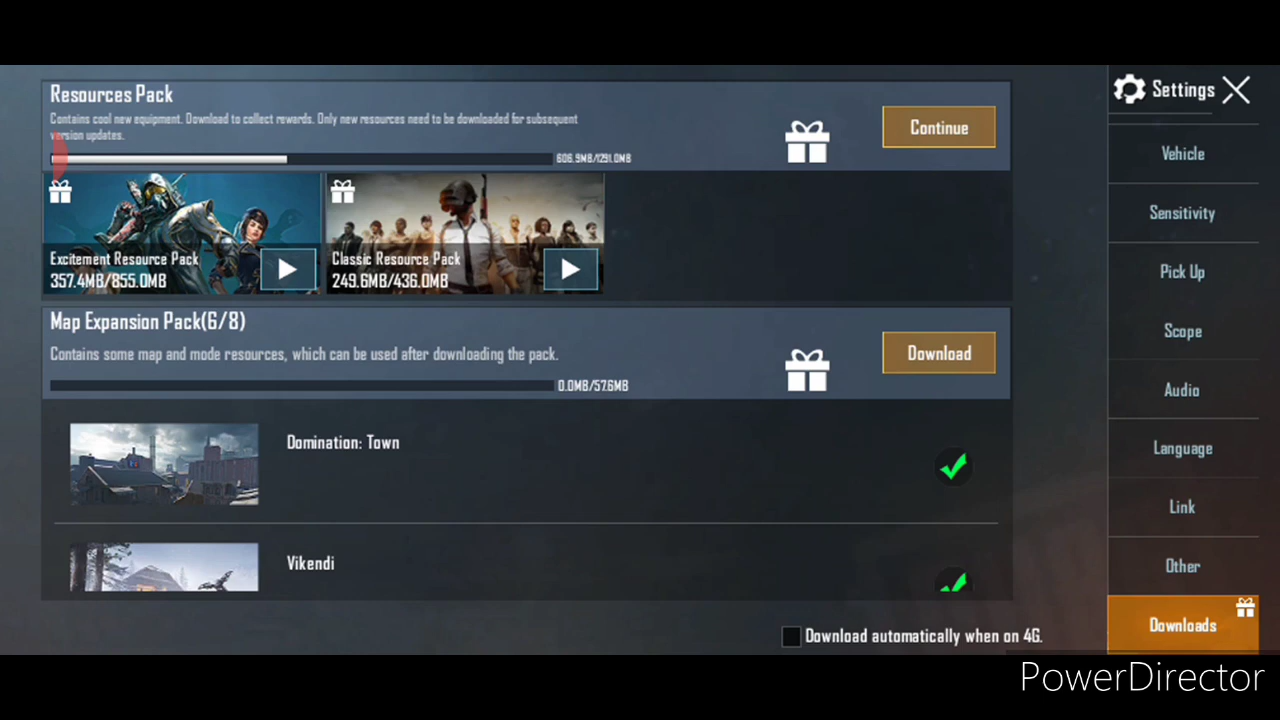 Resources Pack
Contains cool new equipment. Download to collect rewards. Only new resources need to be downloaded for subsequent
version updates.
606.9MB/1291.0MB
Continue
Excitement Resource Pack
357.4MB/855.0MB
Classic Resource Pack
249.6MB/436.0MB
Map Expansion Pack(6/8)
Contains some map and mode resources, which can be used after downloading the pack.
0.0MB/57.6MB
Download
Domination: Town
Vikendi
Download automatically when on 4G.
Settings
Vehicle
Sensitivity
Pick Up
Scope
Audio
Language
Link
Other
Downloads
PowerDirector